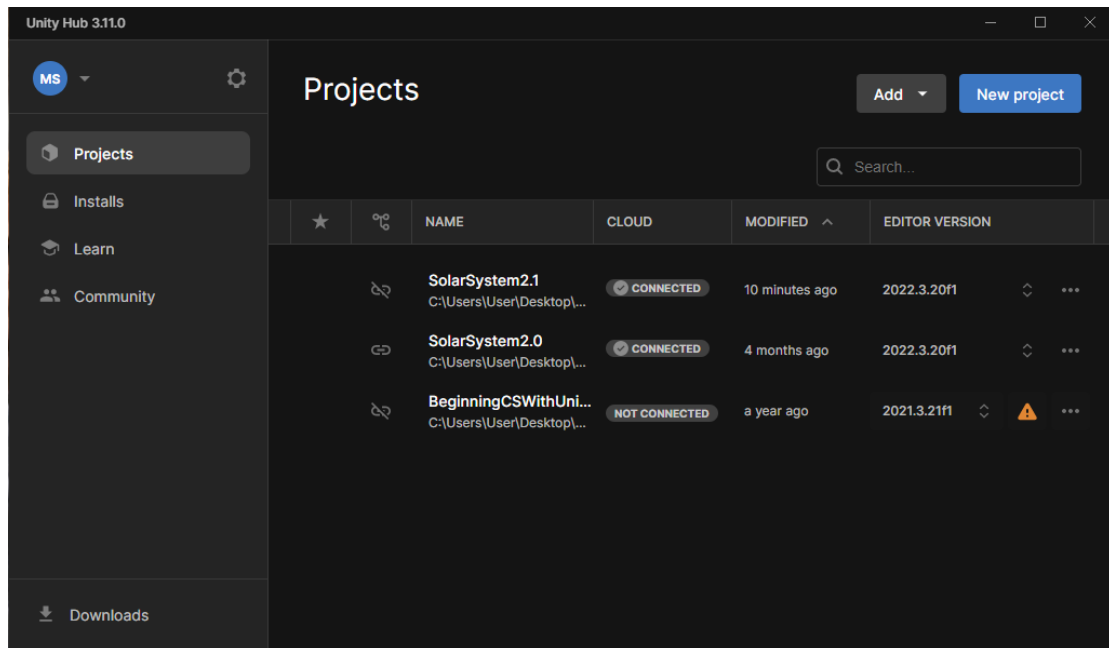 Unity Hub 3.11.0
MS
Projects
Add
New project
Projects
Search...
Installs
Learn
Community
NAME CLOUD MODIFIED EDITOR VERSION
SolarSystem2.1
C:\Users\User\Desktop\...
CONNECTED
10 minutes ago
2022.3.20f1
SolarSystem2.0
C:\Users\User\Desktop\...
CONNECTED
4 months ago
2022.3.20f1
BeginningCSWithUni...
C:\Users\User\Desktop\...
NOT CONNECTED
a year ago
2021.3.21f1
Downloads